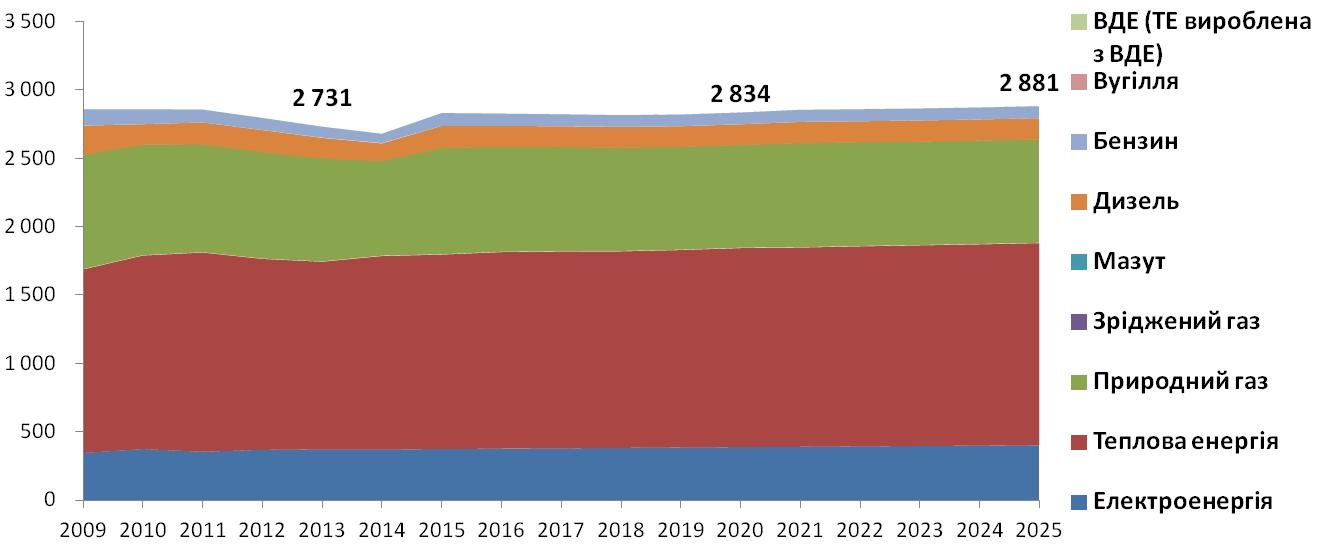 3 500
3 000
2 500
2 000
1 500
1 000
500
0
2 731
2 834
2 881
2009 2010 2011 2012 2013 2014 2015 2016 2017 2018 2019 2020 2021 2022 2023 2024 2025
ВДЕ (ТЕ вироблена
з ВДЕ)
Вугілля
Бензин
Дизель
Мазут
Зріджений газ
Природний газ
Теплова енергія
Електроенергія